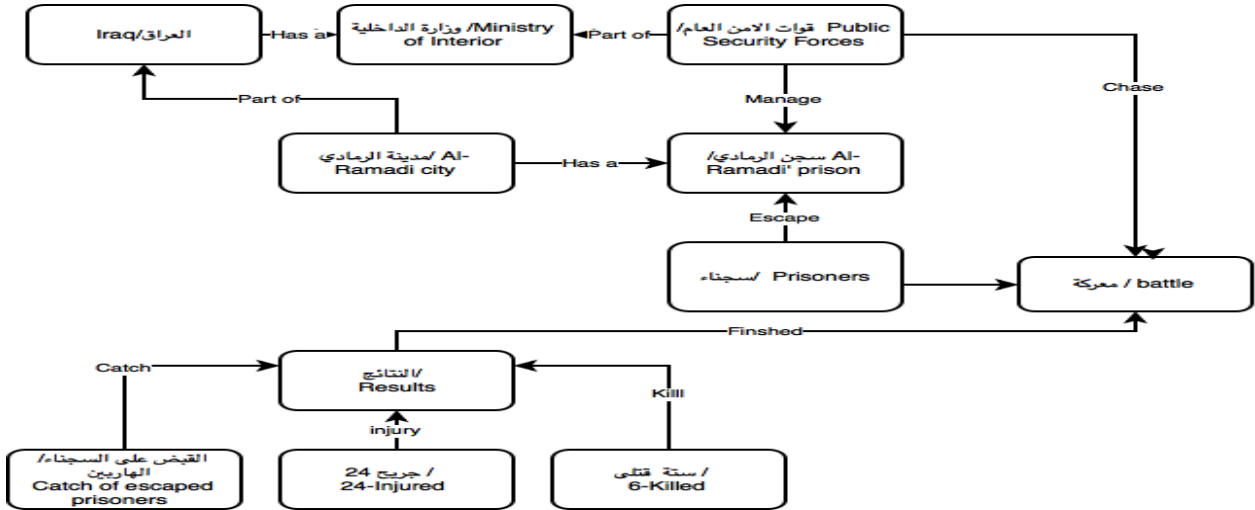 العراق/Iraq
Has a
وزارة الداخلية /Ministry
of Interior
Part of
قوات الامن العام/ Public
Security Forces
Chase
Part of
Manage
مدينة الرمادي/ Al-
Ramadi city
Has a
سجن الرمادي/ Al-
Ramadi' prison
Escape
سجناء/ Prisoners
معركة / battle
Finshed
Catch
النتائج/
Results
Killl
injury
القبض على السجناء/
الهاربين
Catch of escaped
prisoners
24 جريح /
24-Injured
ستة قتلى /
6-Killed